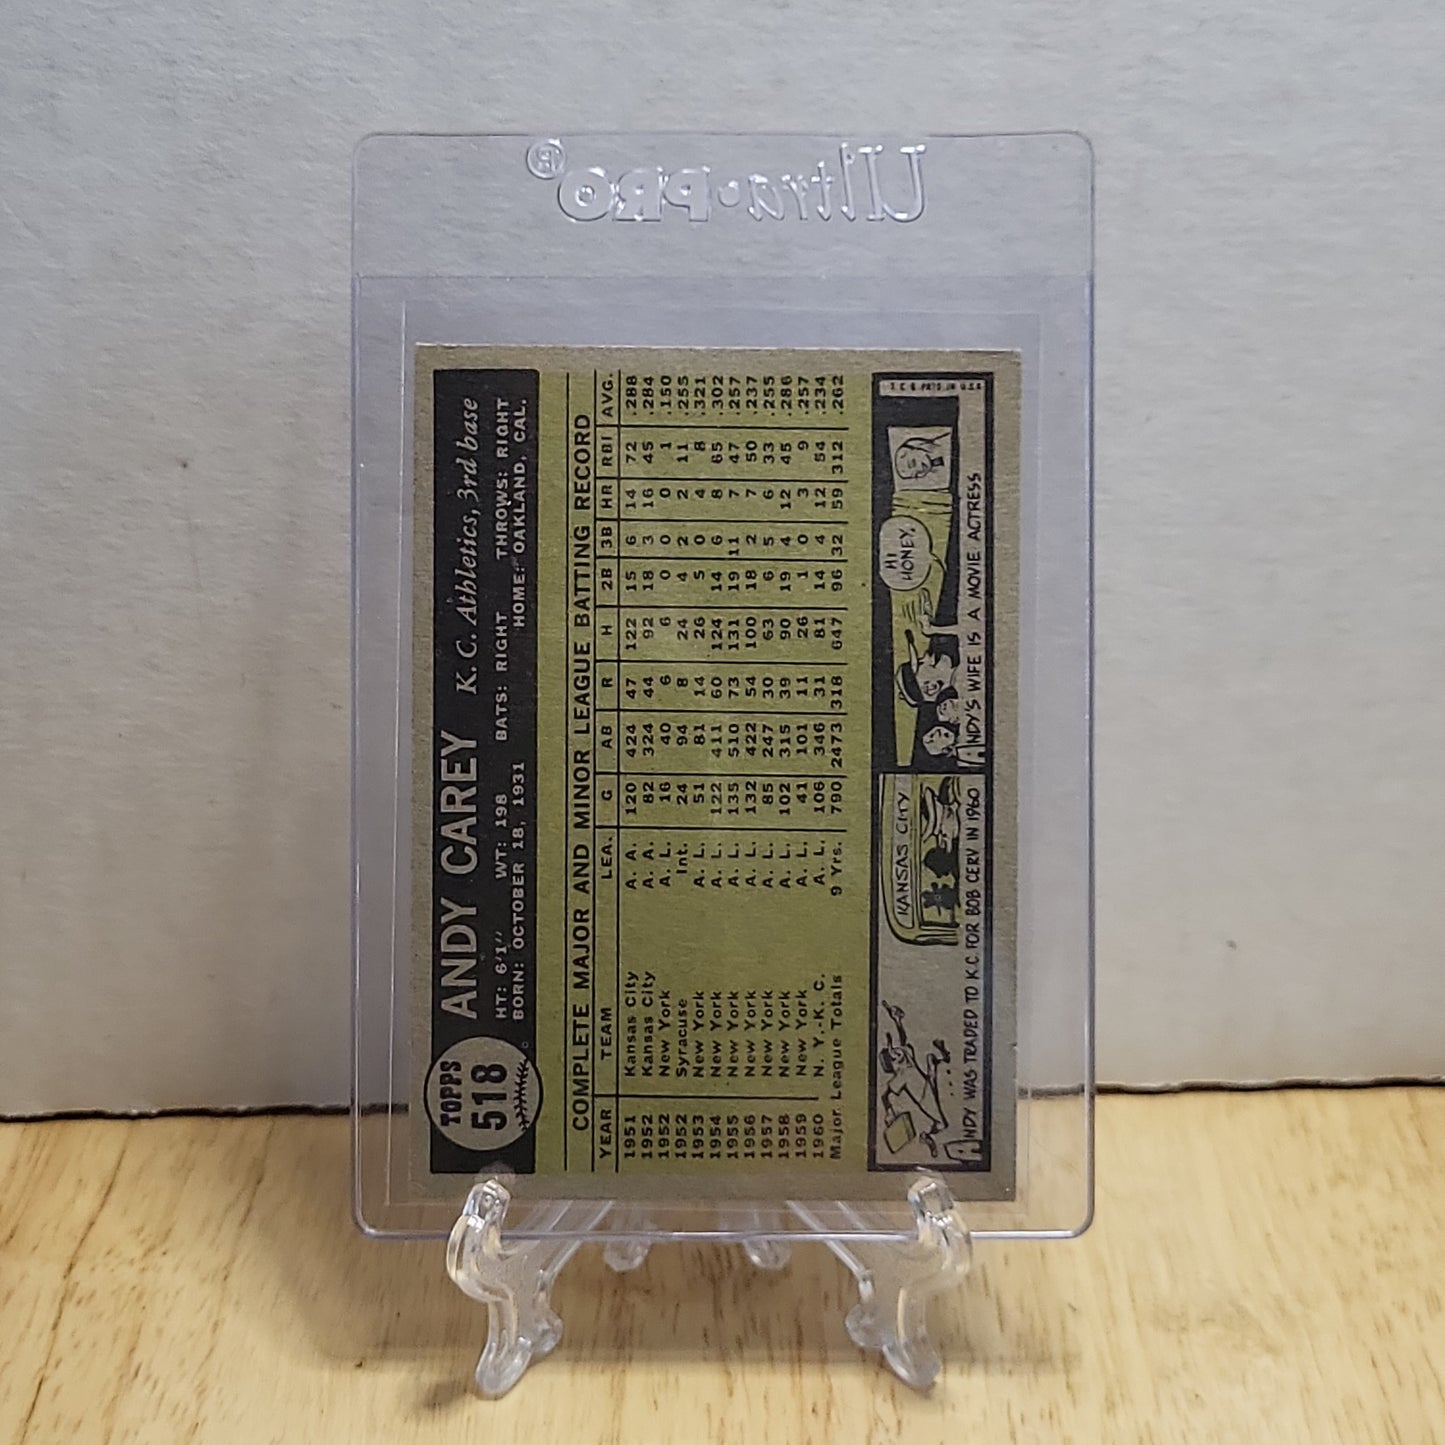 Ultra•PRO®
TOPPS
518
ANDY CAREY K. C. Athletics, 3rd base
HT: 6'1" WT: 198 BATS: RIGHT THROWS: RIGHT
BORN: OCTOBER 18, 1931 HOME: OAKLAND, CAL.
COMPLETE MAJOR AND MINOR LEAGUE BATTING RECORD
YEAR TEAM LEA. G AB R H 2B 3B HR RBI AVG.
1951 Kansas City A. A. 120 424 47 122 15 6 14 72 .288
1952 Kansas City A. A. 82 324 44 92 18 3 16 45 .284
1952 New York A. L. 16 40 6 6 0 0 0 1 .150
1952 Syracuse Int. 24 94 8 24 4 2 2 11 .255
1953 New York A. L. 51 81 14 26 5 0 4 8 .321
1954 New York A. L. 122 411 60 124 14 6 8 65 .302
1955 New York A. L. 135 510 73 131 19 11 7 47 .257
1956 New York A. L. 132 422 54 100 18 2 7 50 .237
1957 New York A. L. 85 247 30 63 6 5 6 33 .255
1958 New York A. L. 102 315 39 90 19 4 12 45 .286
1959 New York A. L. 41 101 11 26 1 0 3 9 .257
1960 N. Y.-K. C. A. L. 106 346 31 81 14 4 12 54 .234
Major League Totals 9 Yrs. 790 2473 318 647 96 32 59 312 .262
KANSAS CITY
ANDY WAS TRADED TO K.C. FOR BOB CERV IN 1960
HI
HONEY.
ANDY'S WIFE IS A MOVIE ACTRESS
T. C. G. PRTD. IN U.S.A.